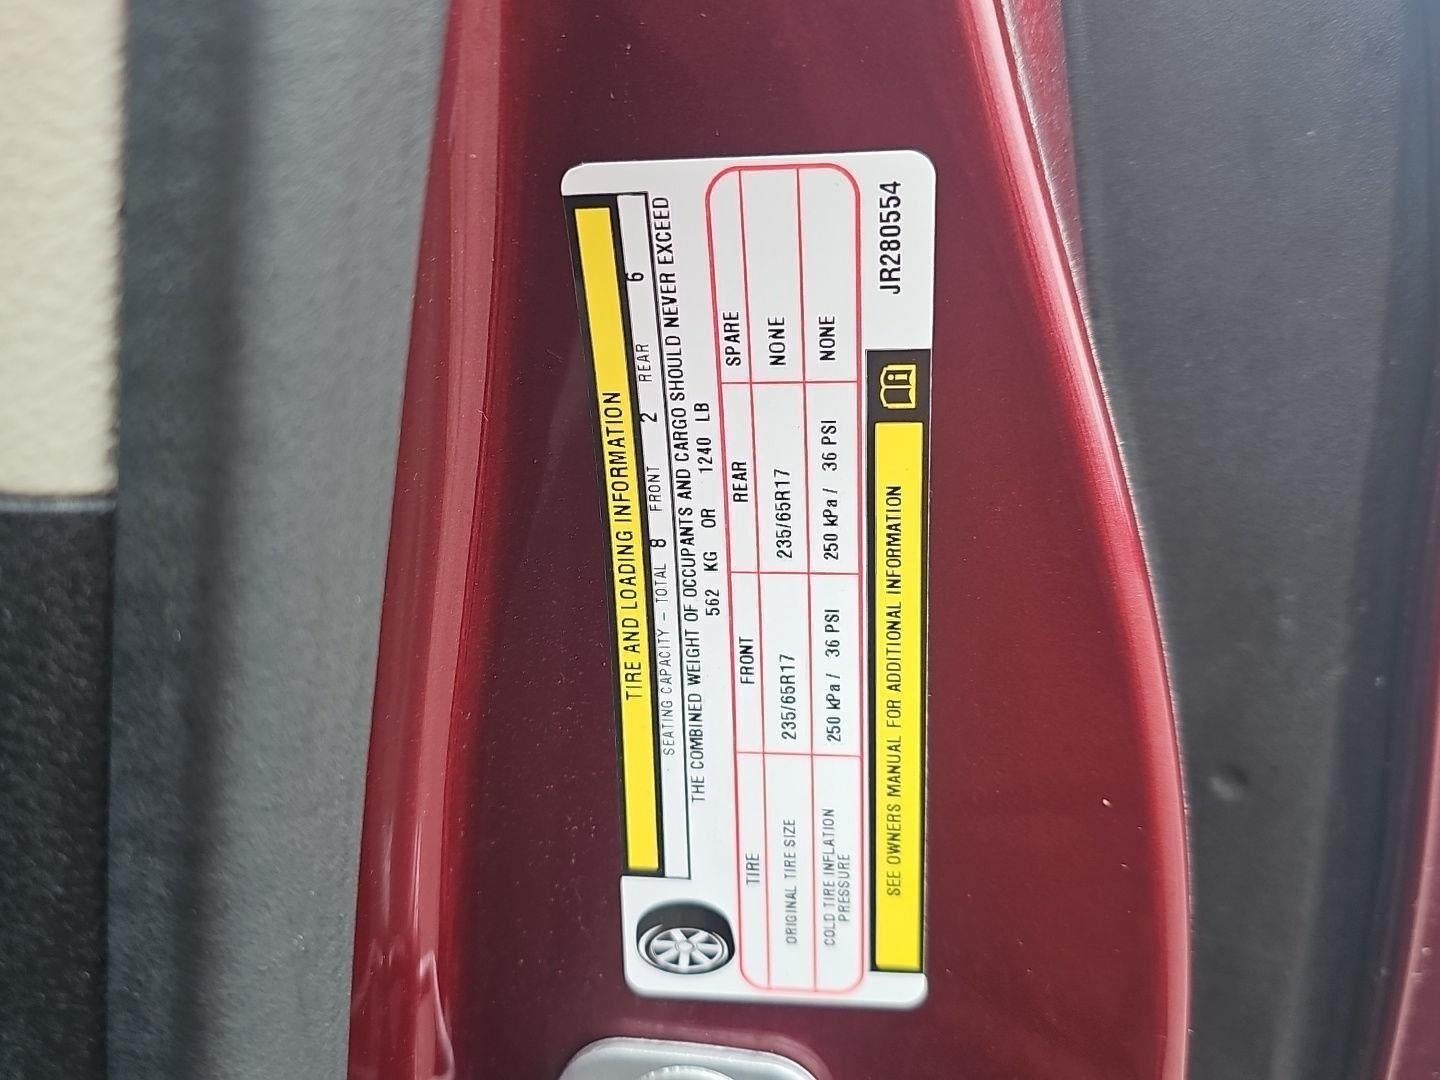 TIRE AND LOADING INFORMATION
SEATING CAPACITY - TOTAL 8 FRONT 2 REAR 6
THE COMBINED WEIGHT OF OCCUPANTS AND CARGO SHOULD NEVER EXCEED
562 KG OR 1240 LB
TIRE FRONT REAR SPARE
ORIGINAL TIRE SIZE 235/65R17 235/65R17 NONE
COLD TIRE INFLATION PRESSURE 250 kPa/ 36 PSI 250 kPa/ 36 PSI NONE
SEE OWNERS MANUAL FOR ADDITIONAL INFORMATION
JR280554